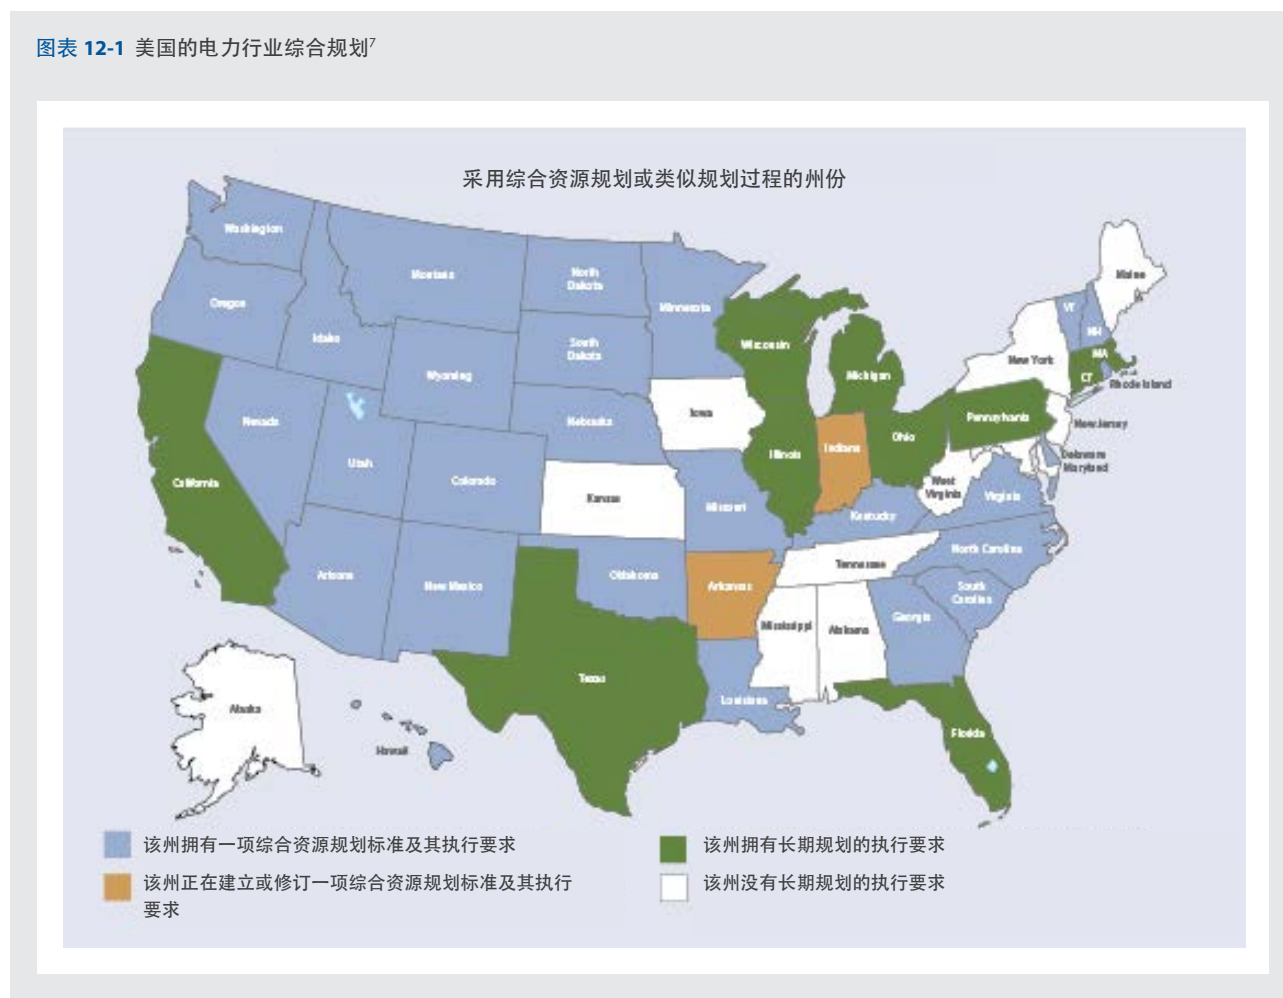 图表 12-1 美国的电力行业综合规划7
采用综合资源规划或类似规划过程的州份
Washington
Montana
North
Dakota
Minnesota
Oregon
Idaho
Wyoming
South
Dakota
Wisconsin
Michigan
Maine
VT
NH
New York
MA
CT
Rhode Island
Nevada
Nebraska
Iowa
Pennsylvania
New Jersey
Utah
Colorado
Illinois
Indiana
Ohio
Delaware
Maryland
California
Kansas
Missouri
West
Virginia
Virginia
Kentucky
Arizona
New Mexico
Oklahoma
Arkansas
Tennessee
North Carolina
South
Carolina
Mississippi
Alabama
Georgia
Texas
Louisiana
Alaska
Florida
Hawaii
该州拥有一项综合资源规划标准及其执行要求
该州正在建立或修订一项综合资源规划标准及其执行
要求
该州拥有长期规划的执行要求
该州没有长期规划的执行要求